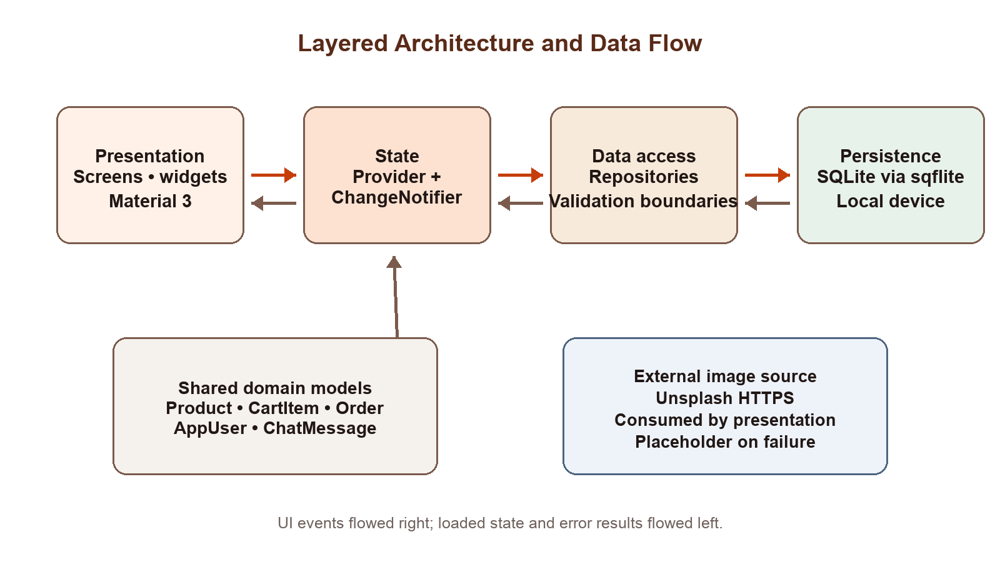 Layered Architecture and Data Flow
Presentation
Screens • widgets
Material 3
State
Provider +
ChangeNotifier
Data access
Repositories
Validation boundaries
Persistence
SQLite via sqflite
Local device
Shared domain models
Product • CartItem • Order
AppUser • ChatMessage
External image source
Unsplash HTTPS
Consumed by presentation
Placeholder on failure
UI events flowed right; loaded state and error results flowed left.